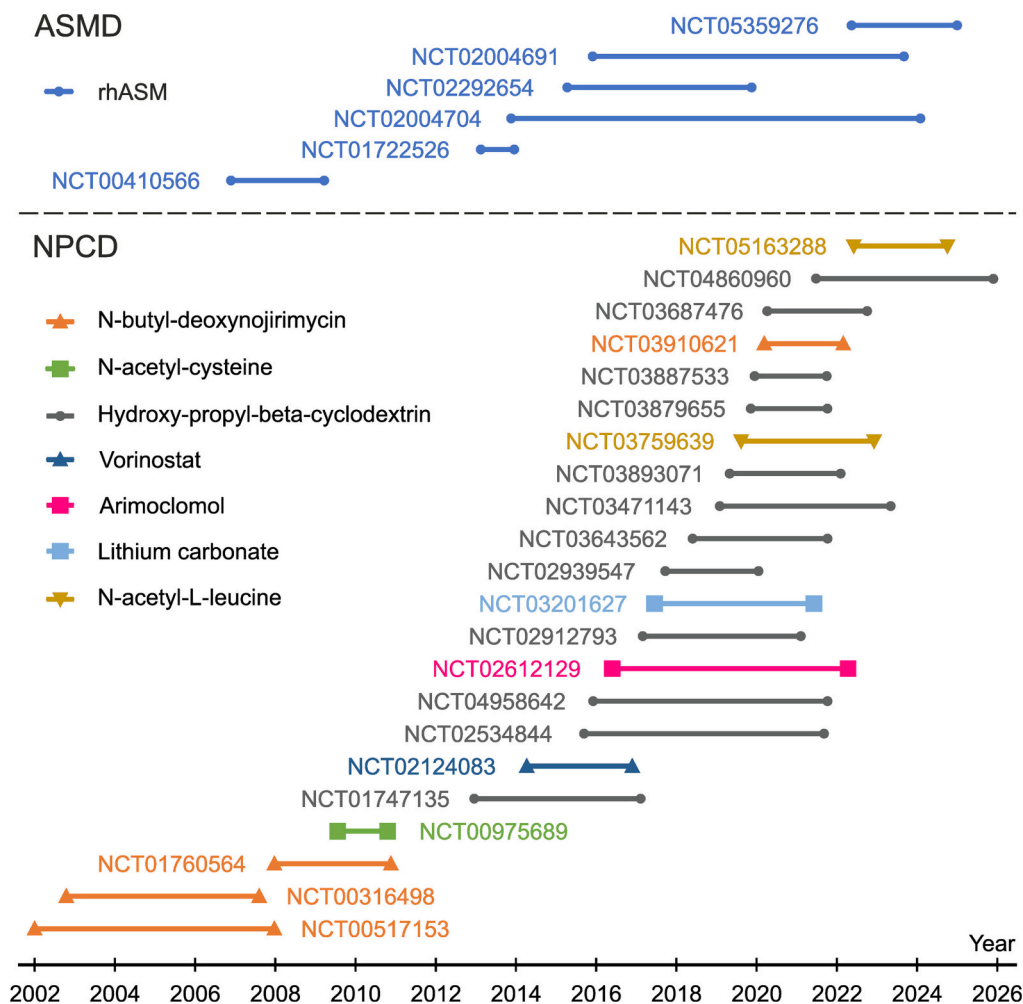 ASMD
NCT05359276
NCT02004691
rhASM
NCT02292654
NCT02004704
NCT01722526
NCT00410566
NPCD
NCT05163288
NCT04860960
NCT03687476
N-butyl-deoxynojirimycin
NCT03910621
N-acetyl-cysteine
NCT03887533
Hydroxy-propyl-beta-cyclodextrin
NCT03879655
NCT03759639
Vorinostat
NCT03893071
Arimoclomol
NCT03471143
Lithium carbonate
NCT03643562
NCT02939547
N-acetyl-L-leucine
NCT03201627
NCT02912793
NCT02612129
NCT04958642
NCT02534844
NCT02124083
NCT01747135
NCT00975689
NCT01760564
NCT00316498
NCT00517153
Year
2002 2004 2006 2008 2010 2012 2014 2016 2018 2020 2022 2024 2026